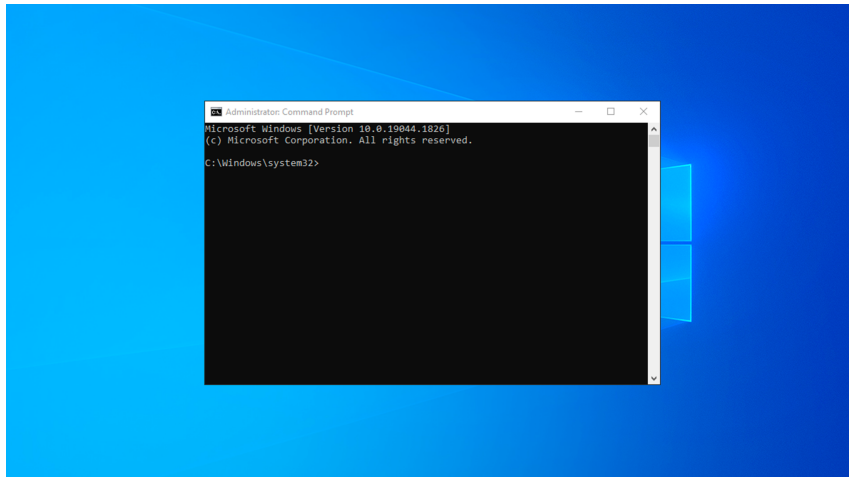 Administrator: Command Prompt
Microsoft Windows [Version 10.0.19044.1826]
(c) Microsoft Corporation. All rights reserved.
C:\Windows\system32>